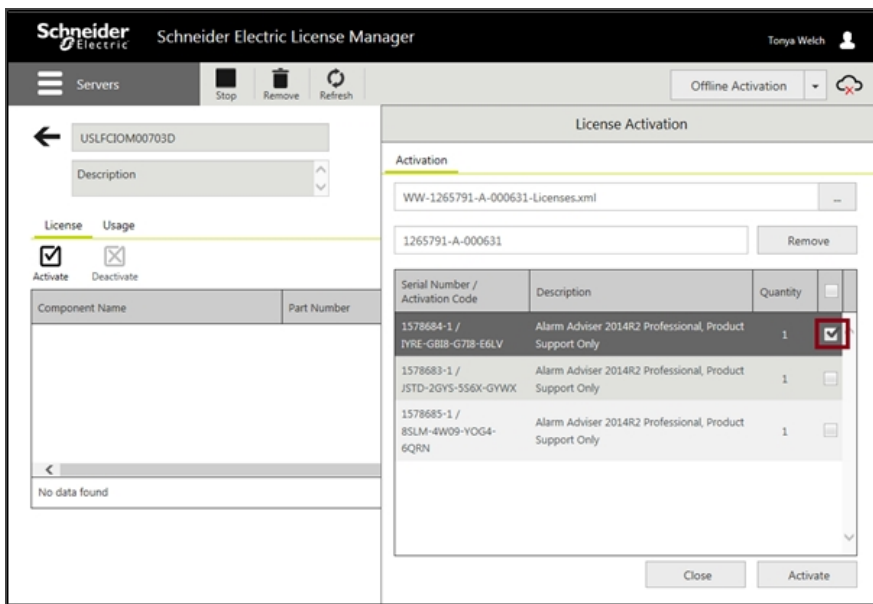 Schneider Electric
Schneider Electric License Manager
Tonya Welch
Servers
Stop
Remove
Refresh
Offline Activation
USLFCIOM00703D
Description
License
Usage
Activate
Deactivate
Component Name
Part Number
No data found
License Activation
Activation
WW-1265791-A-000631-Licenses.xml
...
1265791-A-000631
Remove
Serial Number /
Activation Code
Description
Quantity
1578684-1 /
IYRE-GBI8-G7I8-E6LV
Alarm Adviser 2014R2 Professional, Product
Support Only
1
1578683-1 /
JSTD-2GYS-5S6X-GYWX
Alarm Adviser 2014R2 Professional, Product
Support Only
1
1578685-1 /
8SLM-4W09-YOG4-
6QRN
Alarm Adviser 2014R2 Professional, Product
Support Only
1
Close
Activate